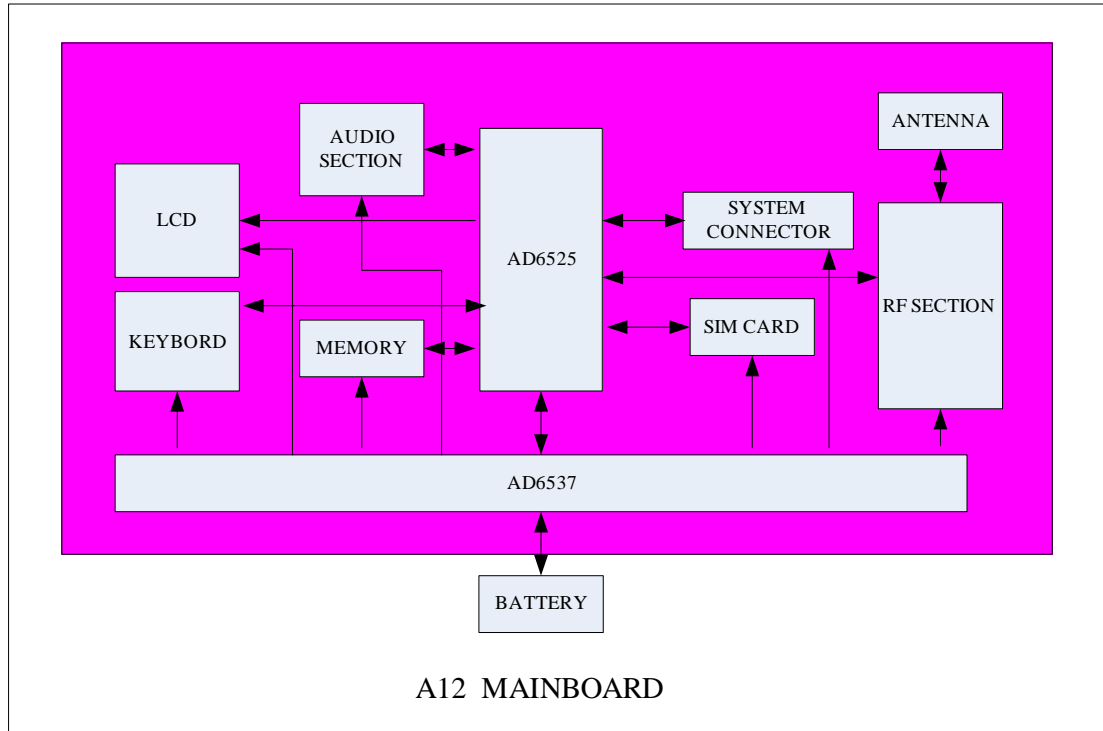 AUDIO
SECTION
ANTENNA
LCD
SYSTEM
CONNECTOR
AD6525
RF SECTION
KEYBORD
MEMORY
SIM CARD
AD6537
BATTERY
A12 MAINBOARD